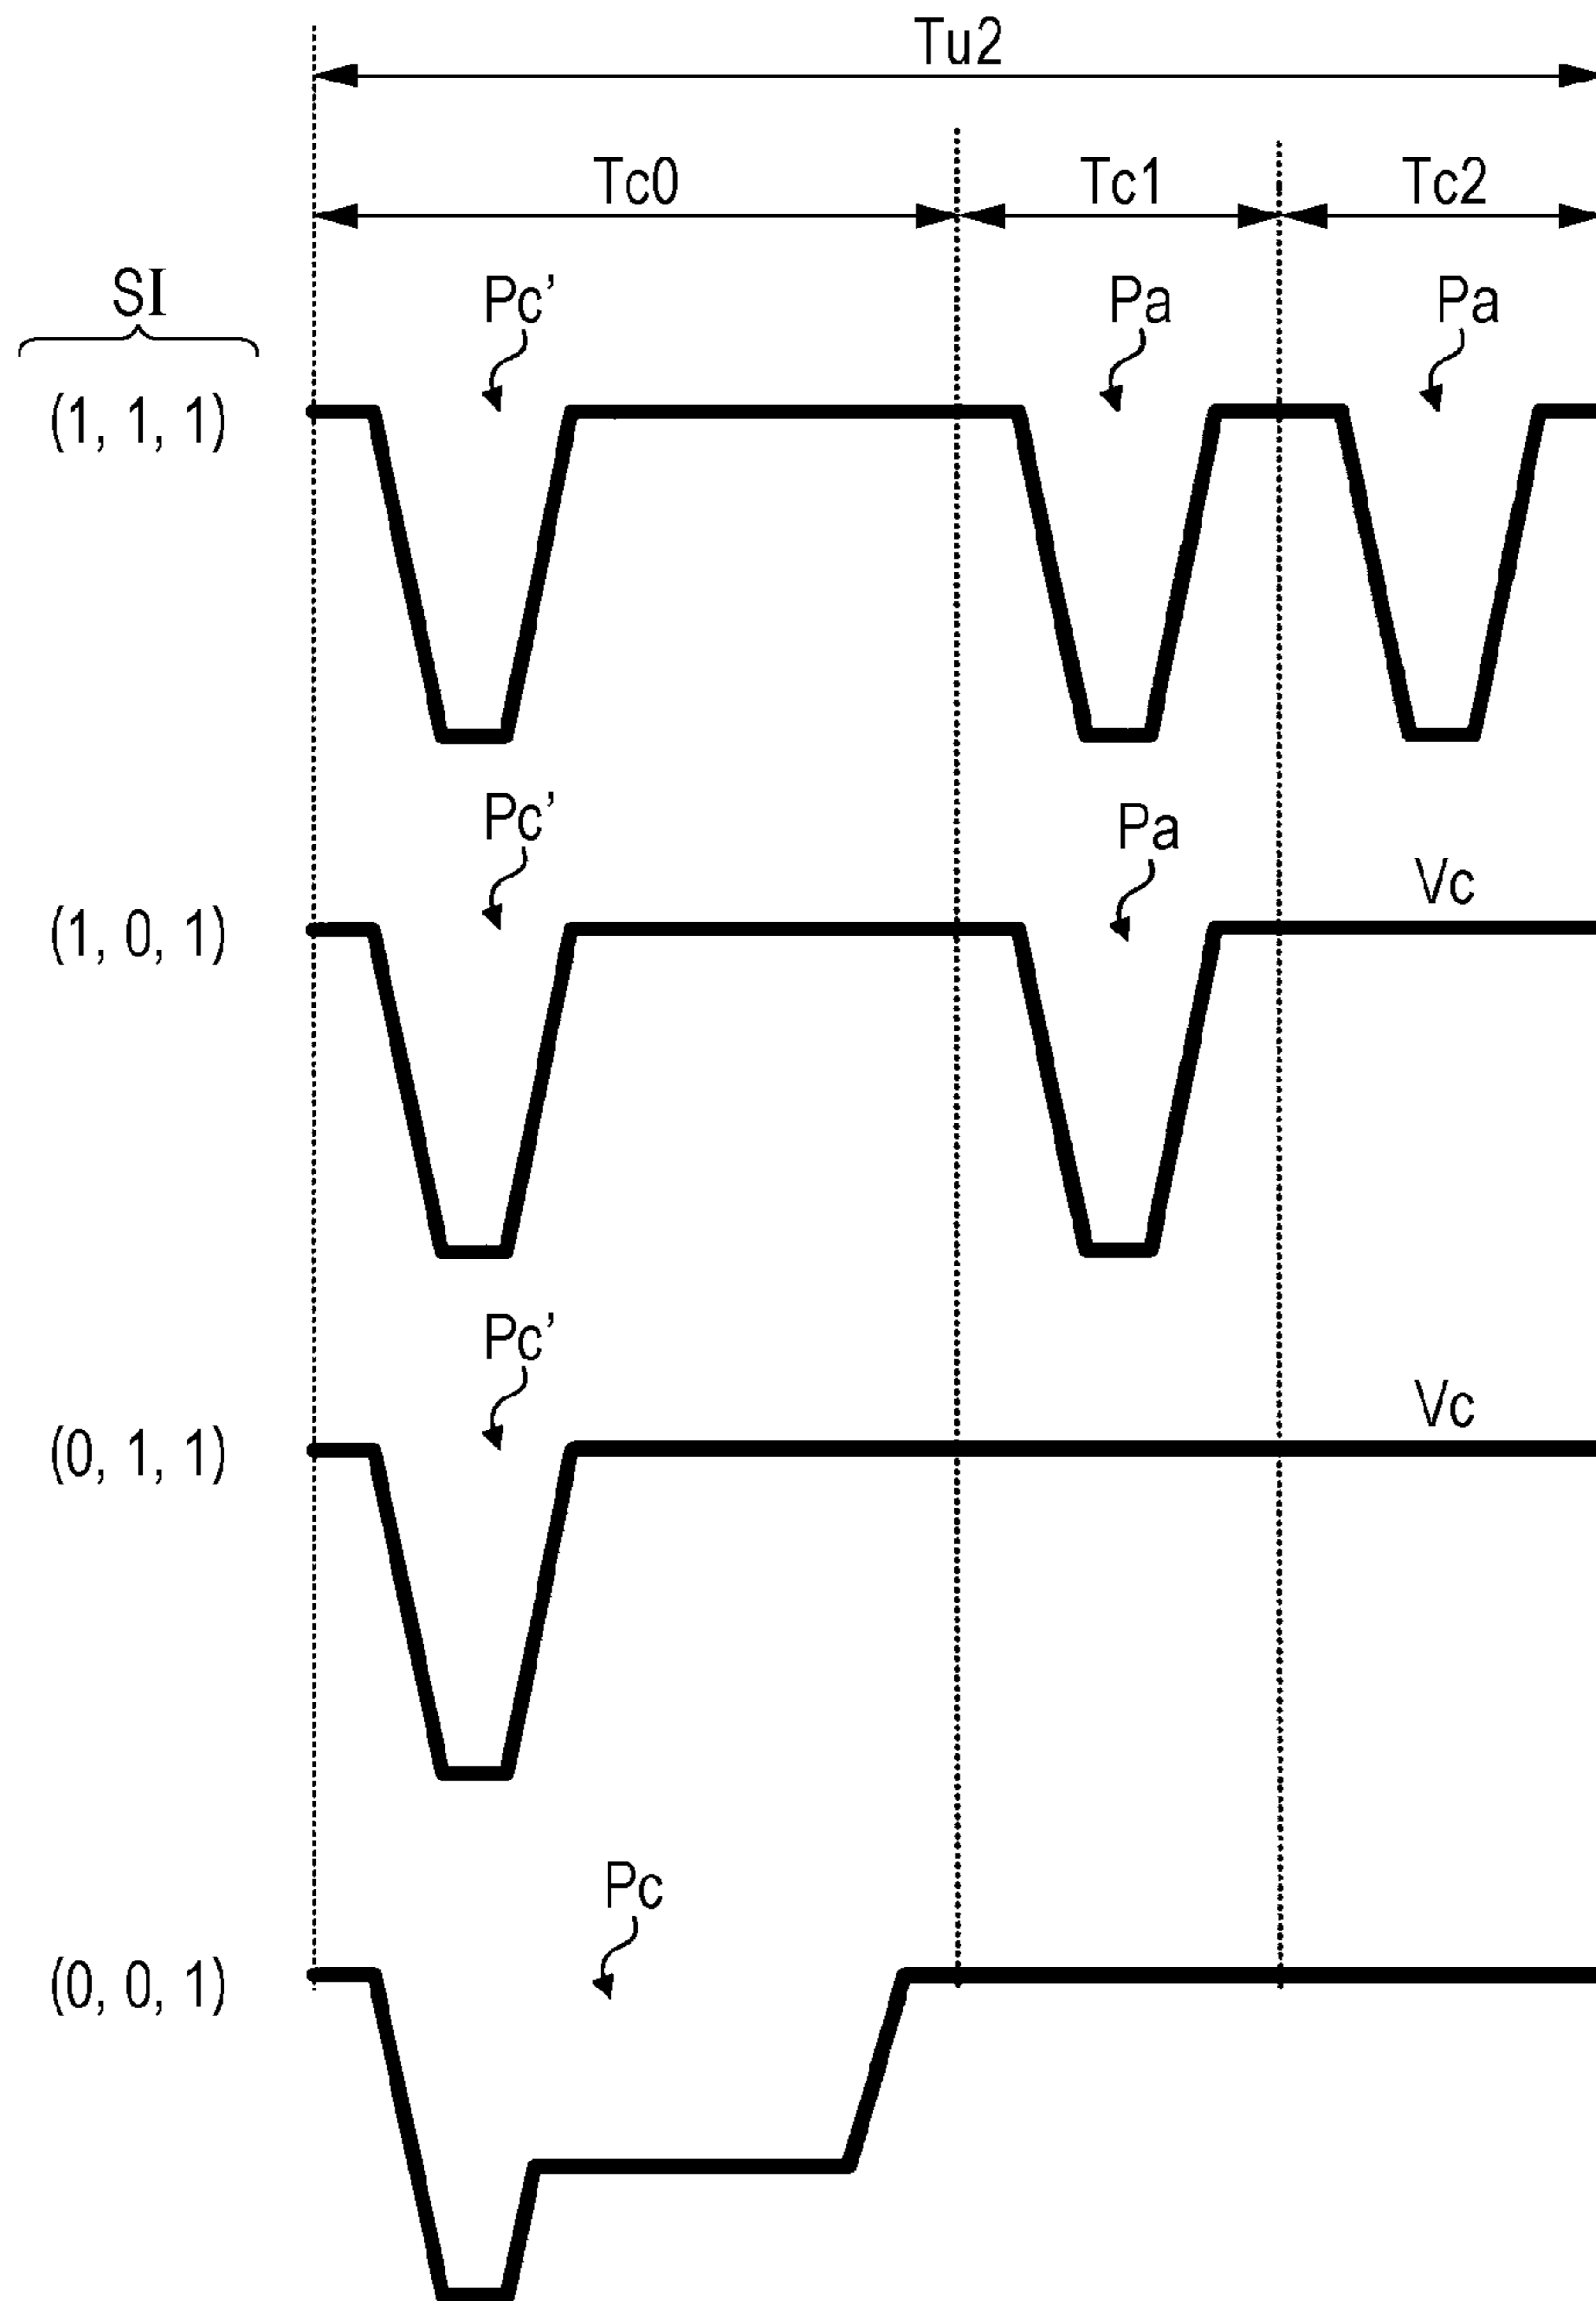 Tu2
Tc0 Tc1 Tc2
SI
Pc’ Pa Pa
(1, 1, 1)
Pc’ Pa
Vc
(1, 0, 1)
Pc’
Vc
(0, 1, 1)
Pc
(0, 0, 1)